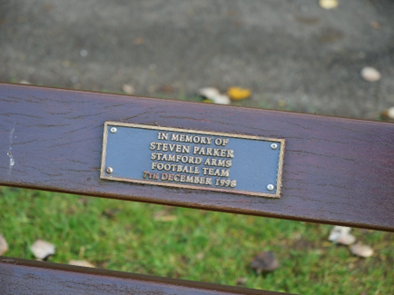 IN MEMORY OF
STEVEN PARKER
STAMFORD ARMS
FOOTBALL TEAM
7TH DECEMBER 1998